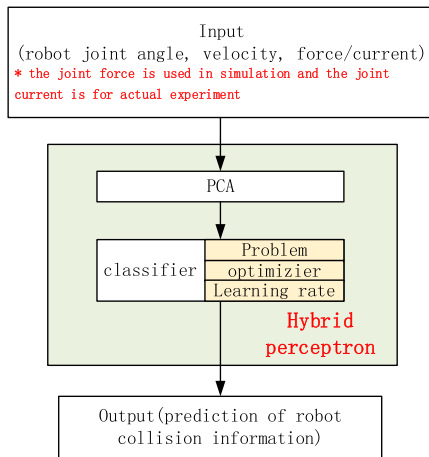 Input
(robot joint angle, velocity, force/current)
* the joint force is used in simulation and the joint
current is for actual experiment
PCA
classifier
Problem
optimizier
Learning rate
Hybrid
perceptron
Output(prediction of robot
collision information)